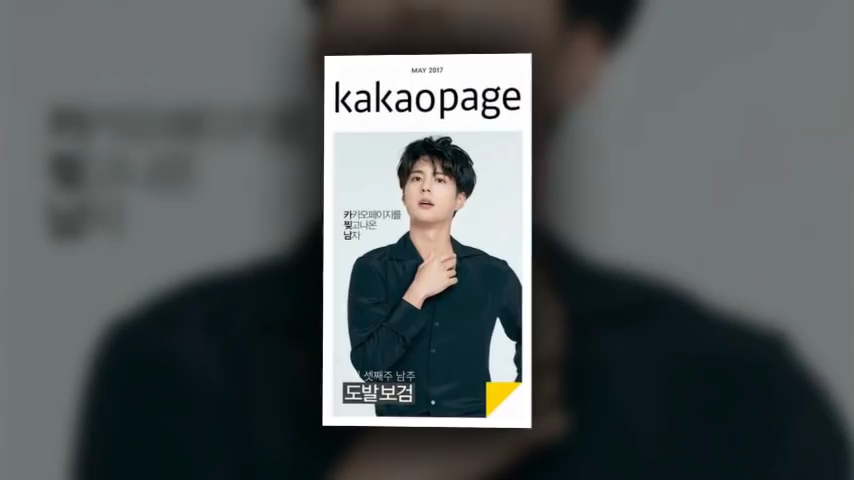 MAY 2017
kakaopage
카카오페이지를
찢고나온
남자
셋째주 남주
도발보검